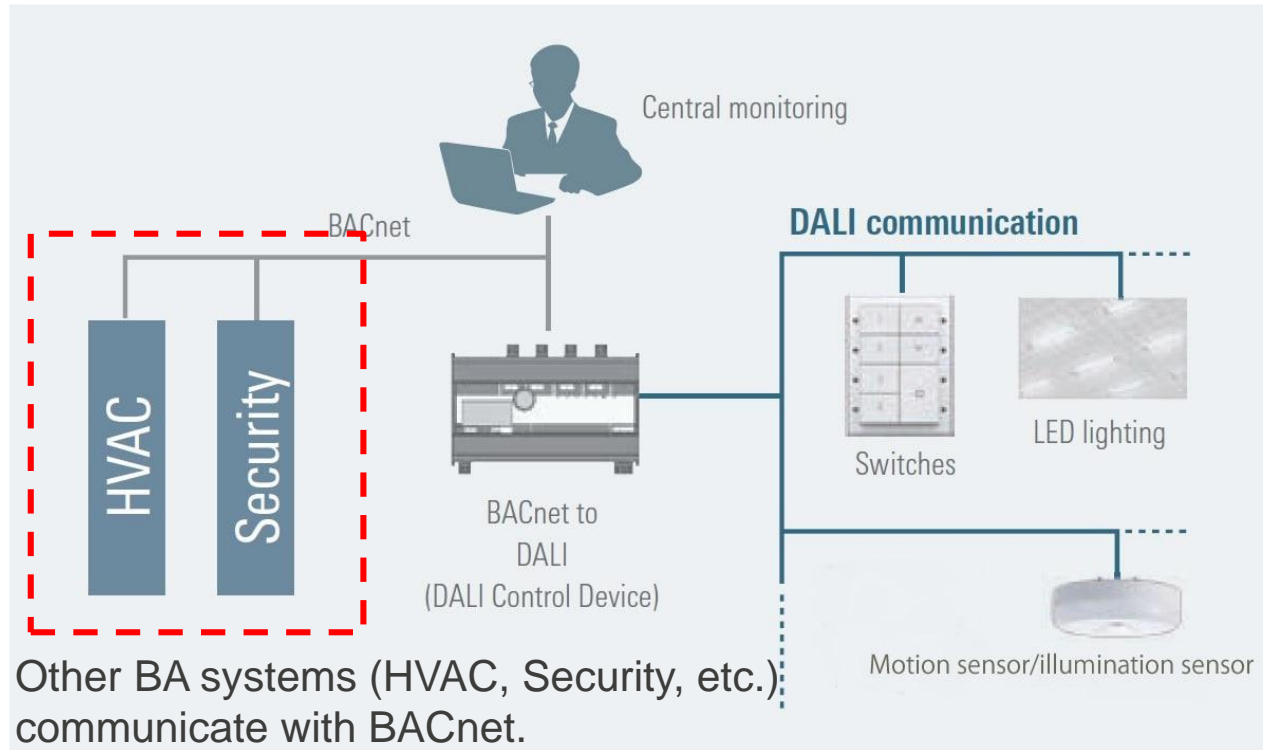 Central monitoring
BACnet
DALI communication
HVAC
Security
Switches
LED lighting
BACnet to
DALI
(DALI Control Device)
Motion sensor/illumination sensor
Other BA systems (HVAC, Security, etc.)
communicate with BACnet.